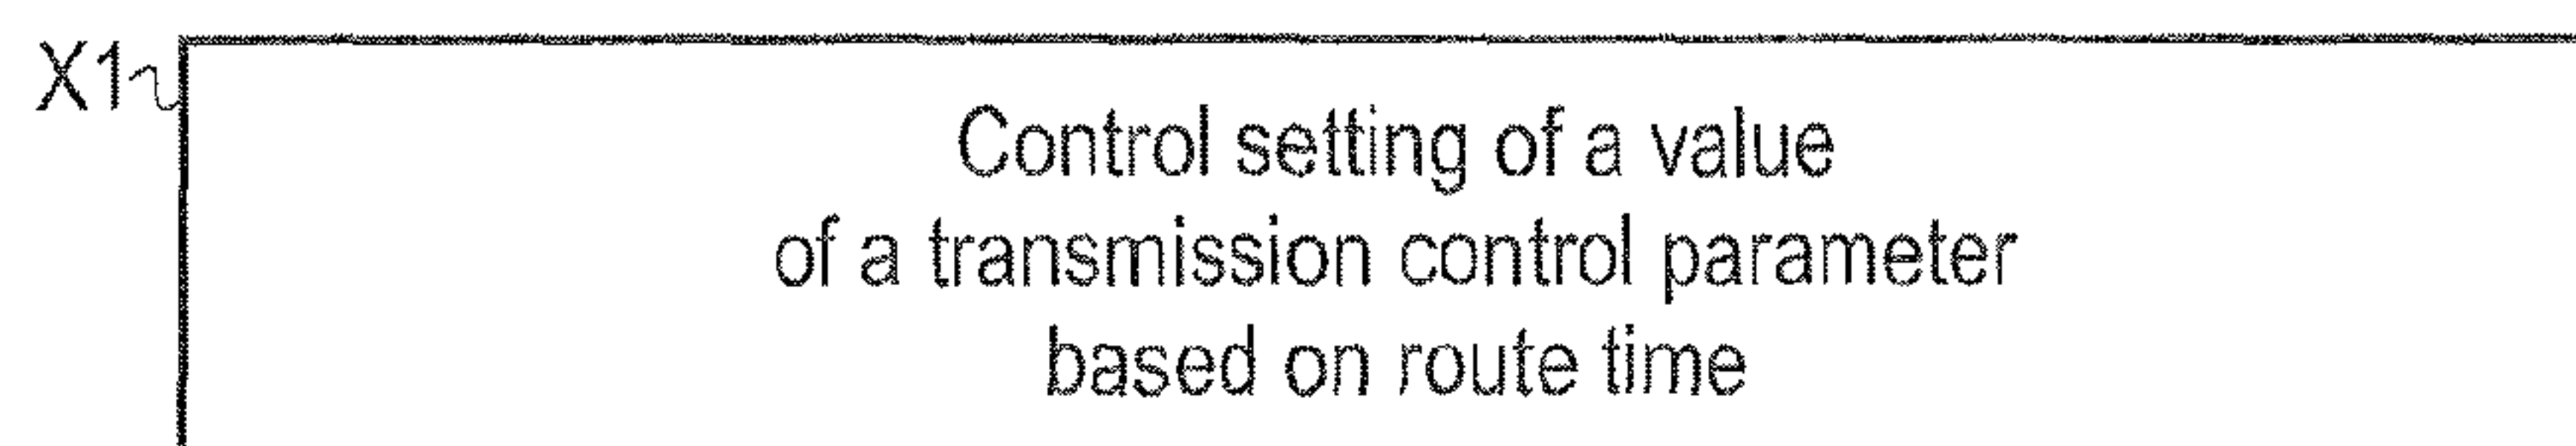 X1
Control setting of a value
of a transmission control parameter
based on route time